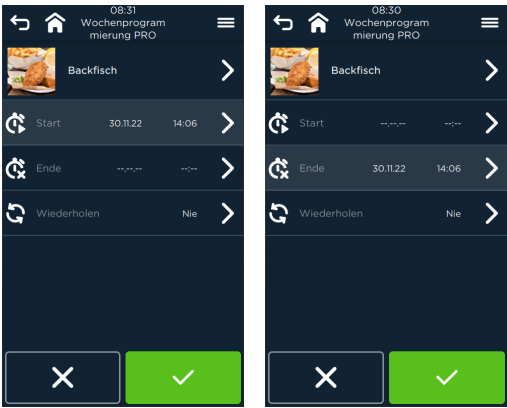 08:31
Wochenprogram
mierung PRO
Backfisch
Start 30.11.22 14:06
Ende --.--.-- --:--
Wiederholen Nie
08:30
Wochenprogram
mierung PRO
Backfisch
Start --.--.-- --:--
Ende 30.11.22 14:06
Wiederholen Nie